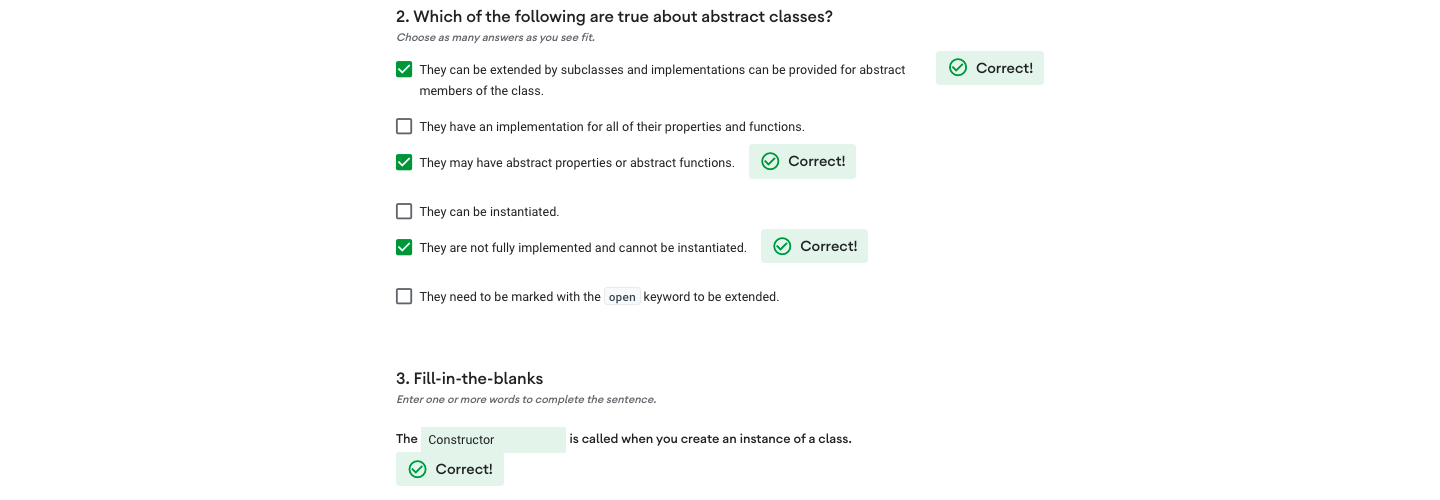 2. Which of the following are true about abstract classes?
Choose as many answers as you see fit.
They can be extended by subclasses and implementations can be provided for abstract
members of the class.
Correct!
They have an implementation for all of their properties and functions.
They may have abstract properties or abstract functions.
Correct!
They can be instantiated.
They are not fully implemented and cannot be instantiated.
Correct!
They need to be marked with the open keyword to be extended.
3. Fill-in-the-blanks
Enter one or more words to complete the sentence.
The Constructor is called when you create an instance of a class.
Correct!